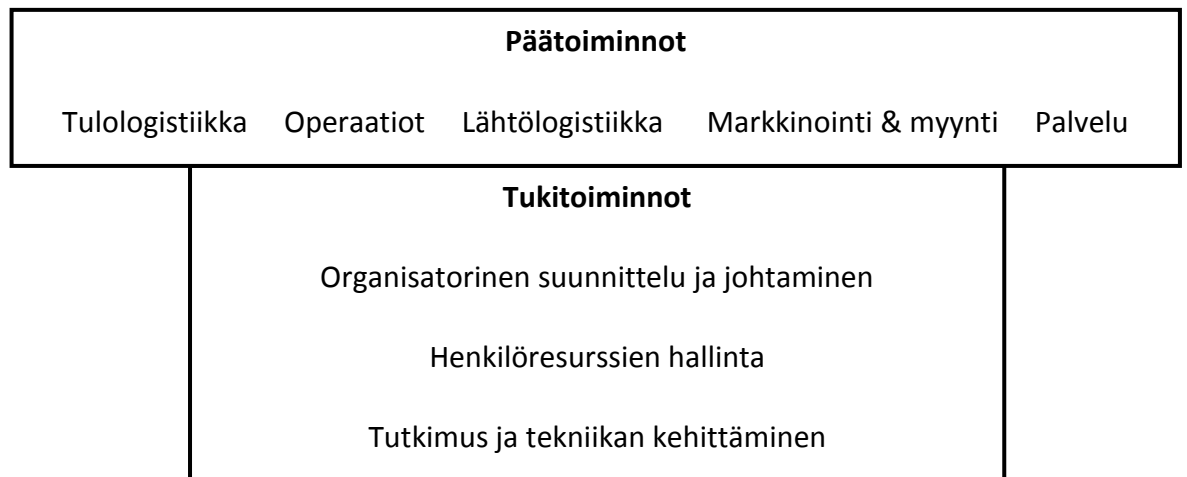 Päätoiminnot
Tulologistiikka Operaatiot Lähtölogistiikka Markkinointi & myynti Palvelu
Tukitoiminnot
Organisatorinen suunnittelu ja johtaminen
Henkilöresurssien hallinta
Tutkimus ja tekniikan kehittäminen